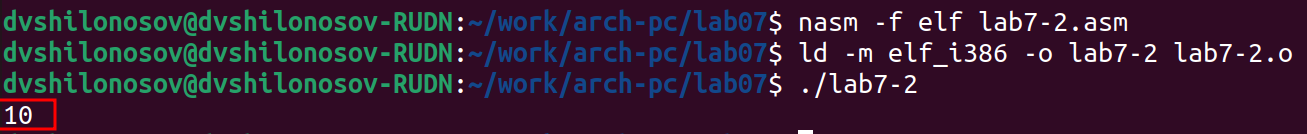 dvshilonosov@dvshilonosov-RUDN:~/work/arch-pc/lab07$ nasm -f elf lab7-2.asm
dvshilonosov@dvshilonosov-RUDN:~/work/arch-pc/lab07$ ld -m elf_i386 -o lab7-2 lab7-2.o
dvshilonosov@dvshilonosov-RUDN:~/work/arch-pc/lab07$ ./lab7-2
10